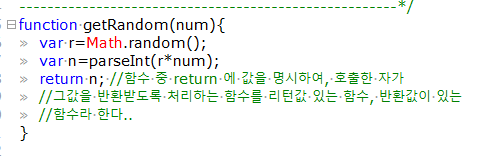 ---------------------------------------------------------------*/
function getRandom(num){
var r=Math.random();
var n=parseInt(r*num);
return n; //함수 중 return 에 값을 명시하여, 호출한 자가
//그값을 반환받도록 처리하는 함수를 리턴값 있는 함수, 반환값이 있는
//함수라 한다..
}